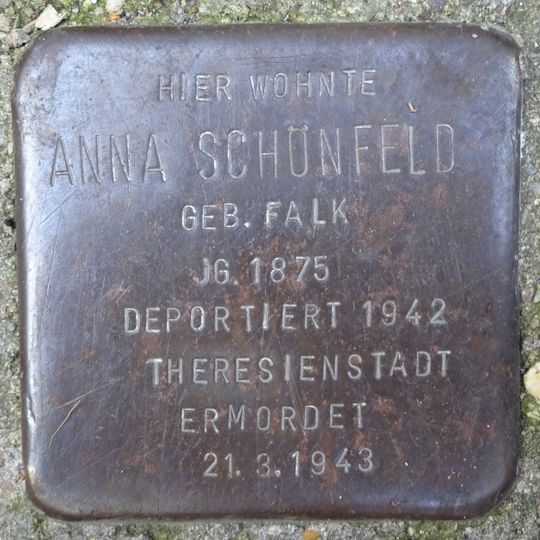 HIER WOHNTE
ANNA SCHÖNFELD
GEB. FALK
JG. 1875
DEPORTIERT 1942
THERESIENSTADT
ERMORDET
21.3.1943